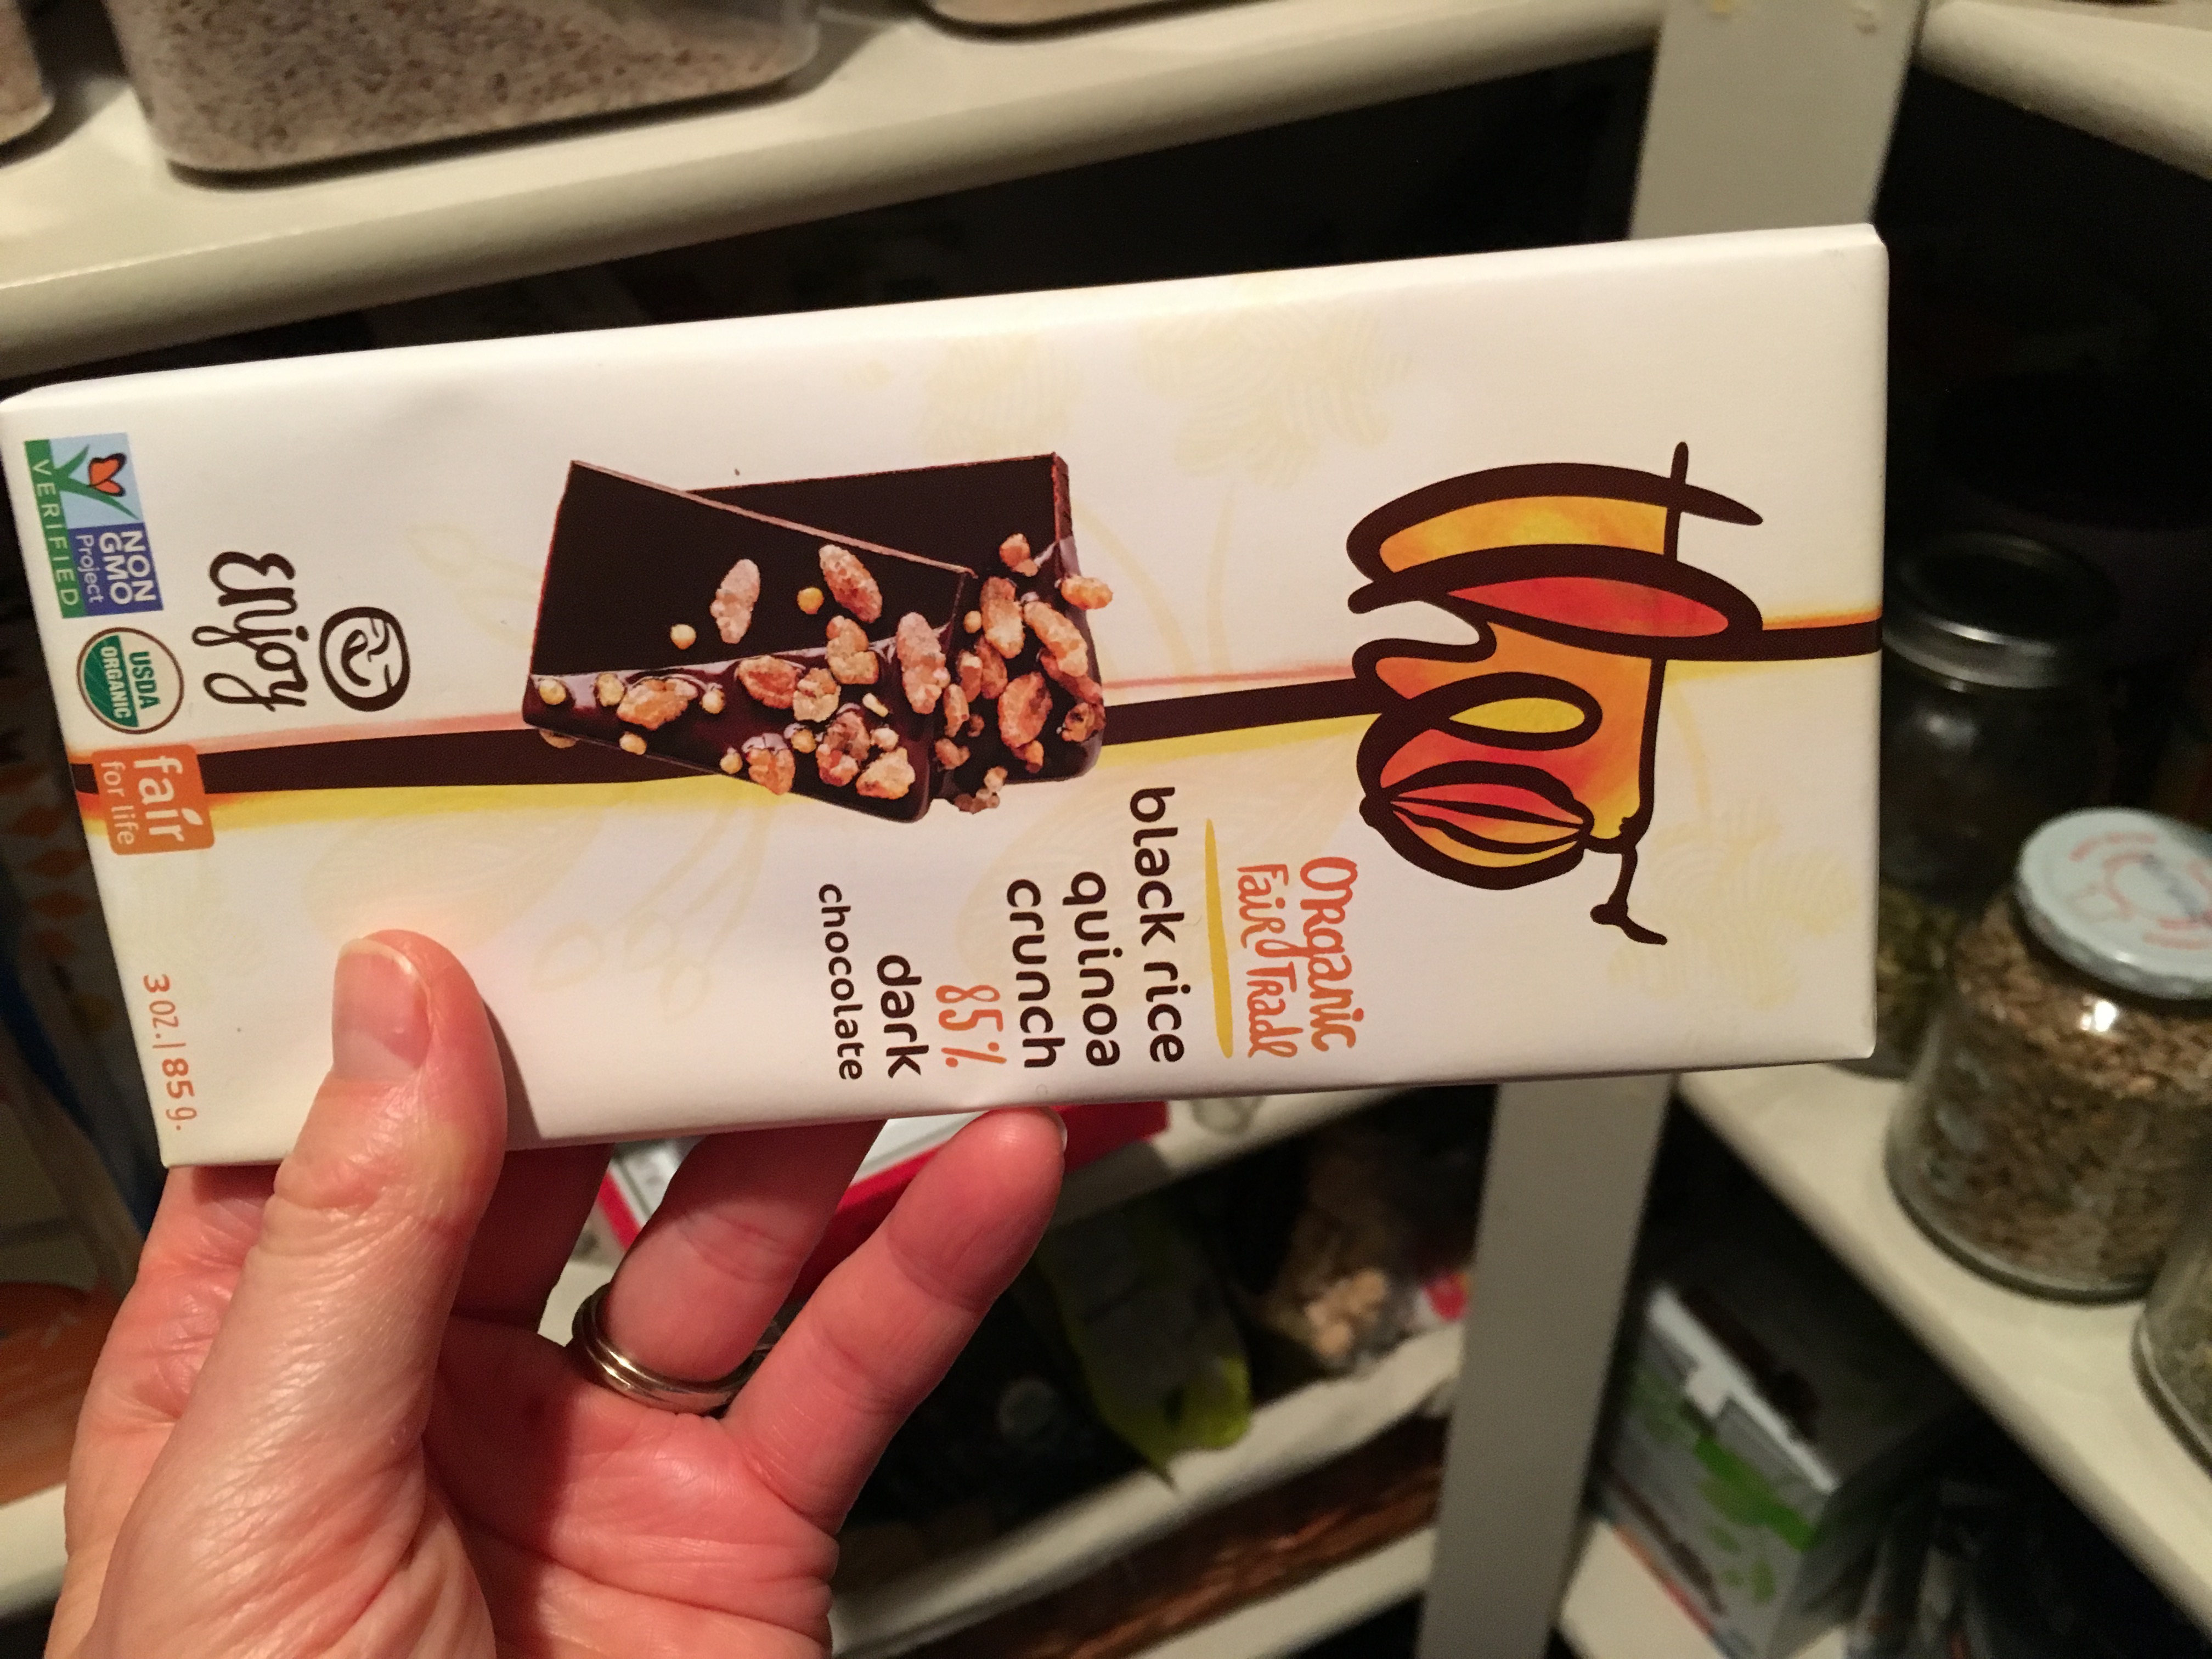 theo
Organic
Fair Trade
black rice
quinoa
crunch
85%
dark
chocolate
enjoy
NON
GMO
Project
VERIFIED
USDA
ORGANIC
fair
for life
3 OZ. | 85 g.